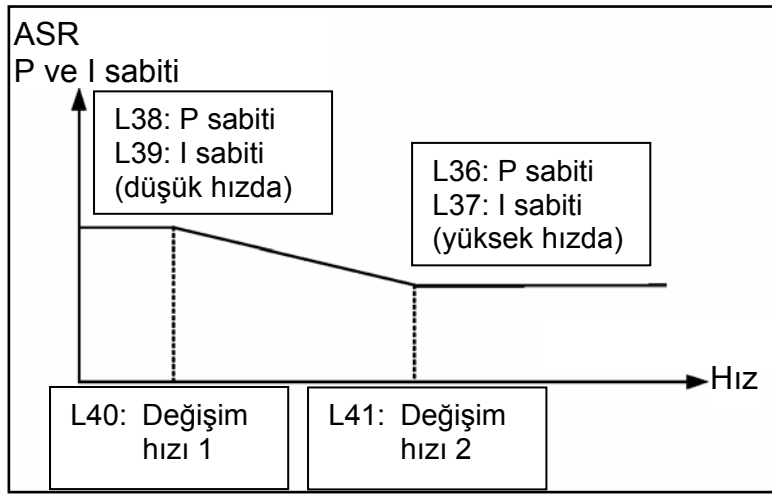 ASR
P ve I sabiti
L38: P sabiti
L39: I sabiti
(düşük hızda)
L36: P sabiti
L37: I sabiti
(yüksek hızda)
Hız
L40: Değişim
hızı 1
L41: Değişim
hızı 2